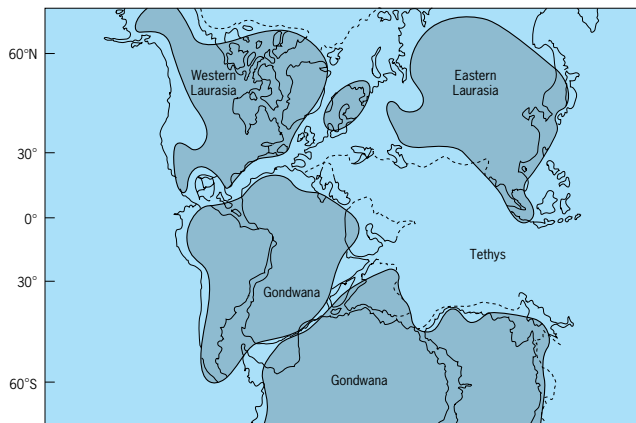 60°N
Western
Laurasia
Eastern
Laurasia
30°
0°
Tethys
30°
Gondwana
60°S
Gondwana